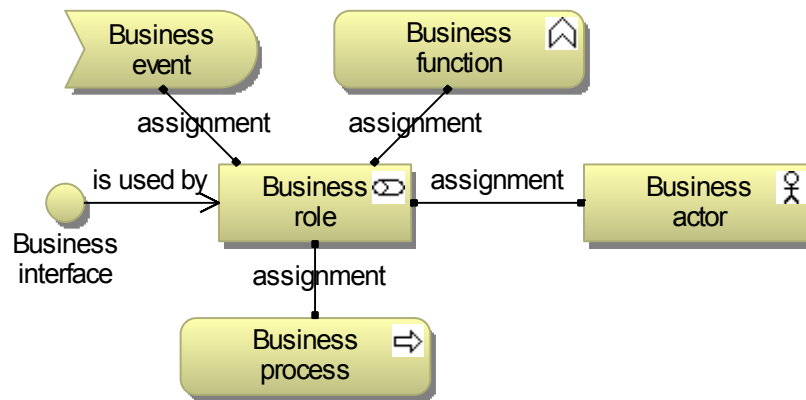 Business
event
Business
function
assignment
assignment
is used by
Business
role
assignment
Business
actor
Business
interface
assignment
Business
process